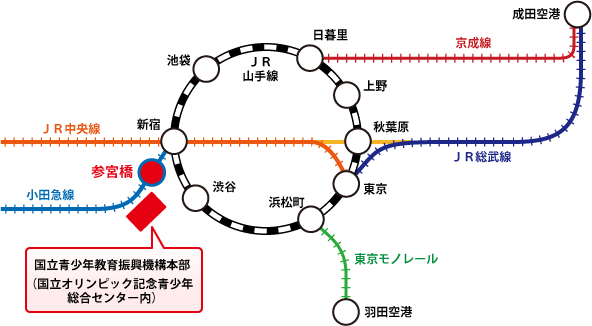 成田空港
日暮里
京成線
池袋
ＪＲ
山手線
上野
新宿
秋葉原
ＪＲ中央線
ＪＲ総武線
参宮橋
小田急線
渋谷
東京
浜松町
国立青少年教育振興機構本部
（国立オリンピック記念青少年
総合センター内）
東京モノレール
羽田空港